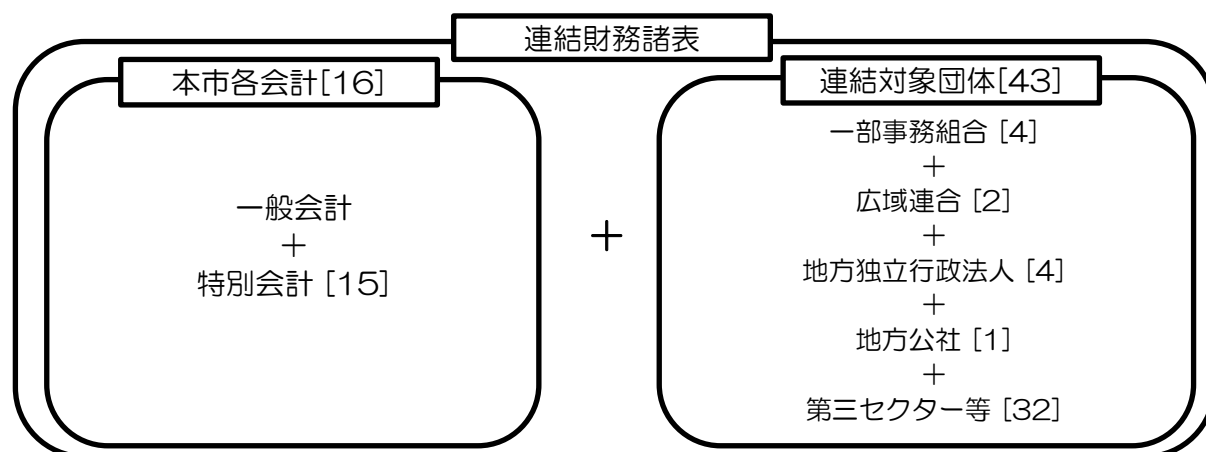 連結財務諸表
本市各会計[16]
一般会計
+
特別会計 [15]
+
連結対象団体[43]
一部事務組合 [4]
+
広域連合 [2]
+
地方独立行政法人 [4]
+
地方公社 [1]
+
第三セクター等 [32]